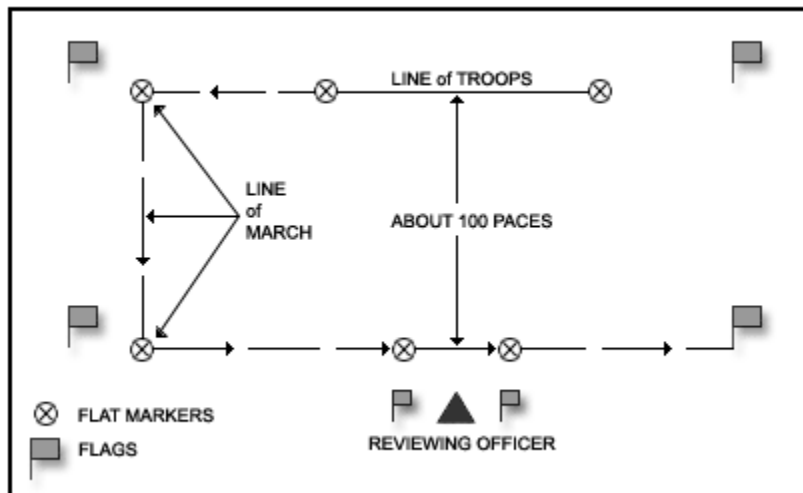 LINE of TROOPS
LINE
of
MARCH
ABOUT 100 PACES
FLAT MARKERS
REVIEWING OFFICER
FLAGS